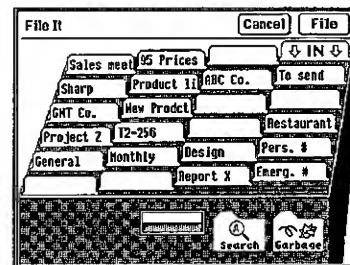 File It Cancel File
IN
Sales meet 95 Prices
Sharp Product li ABC Co. To send
GMT Co. New Prodct
Project Z T2-256 Restaurant
General Monthly Design Pers. #
Report X Emerg. #
Search Garbage